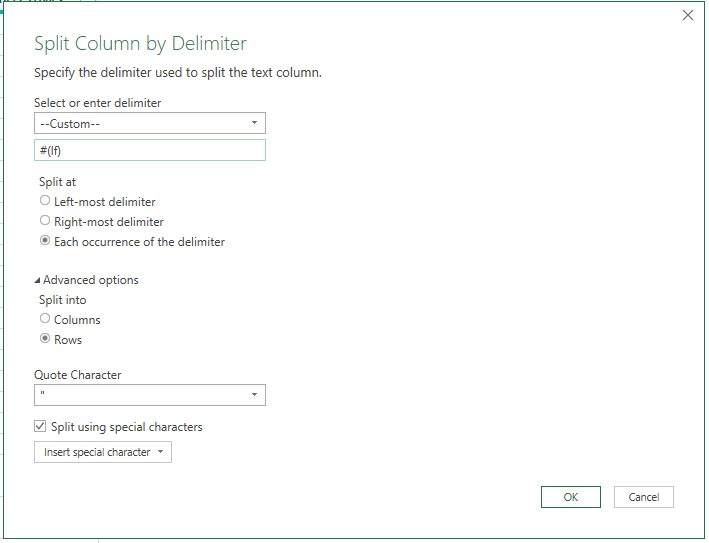 Split Column by Delimiter
Specify the delimiter used to split the text column.
Select or enter delimiter
--Custom--
#(lf)
Split at
Left-most delimiter
Right-most delimiter
Each occurrence of the delimiter
Advanced options
Split into
Columns
Rows
Quote Character
"
Split using special characters
Insert special character
OK Cancel